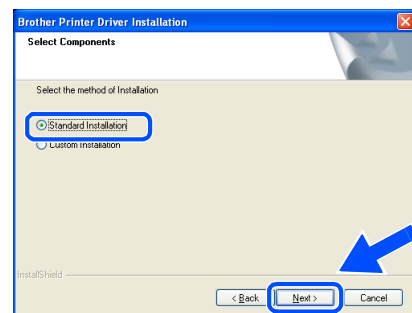 Brother Printer Driver Installation
Select Components
Select the method of Installation
Standard Installation
Custom Installation
InstallShield
< Back Next > Cancel